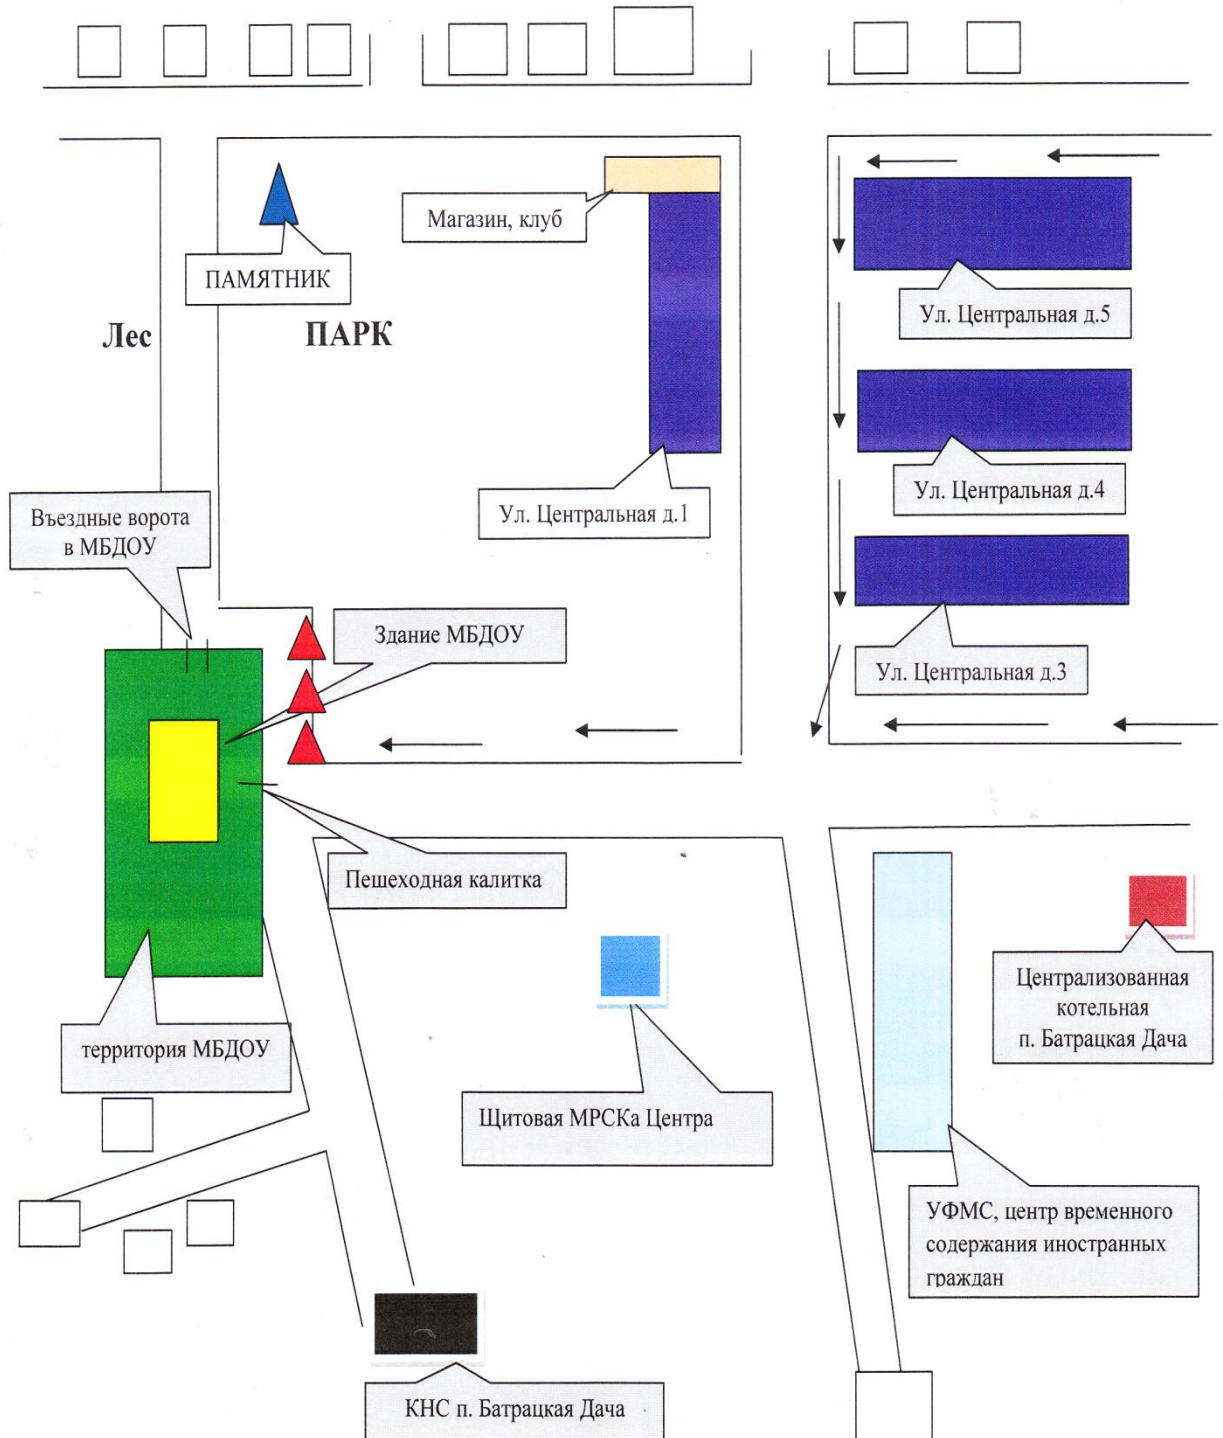 Магазин, клуб
ПАМЯТНИК
Ул. Центральная д.5
Лес
ПАРК
Ул. Центральная д.4
Въездные ворота
в МБДОУ
Ул. Центральная д.1
Здание МБДОУ
Ул. Центральная д.3
Пешеходная калитка
Централизованная
котельная
п. Батрацкая Дача
территория МБДОУ
Щитовая МРСКа Центра
УФМС, центр временного
содержания иностранных
граждан
КНС п. Батрацкая Дача